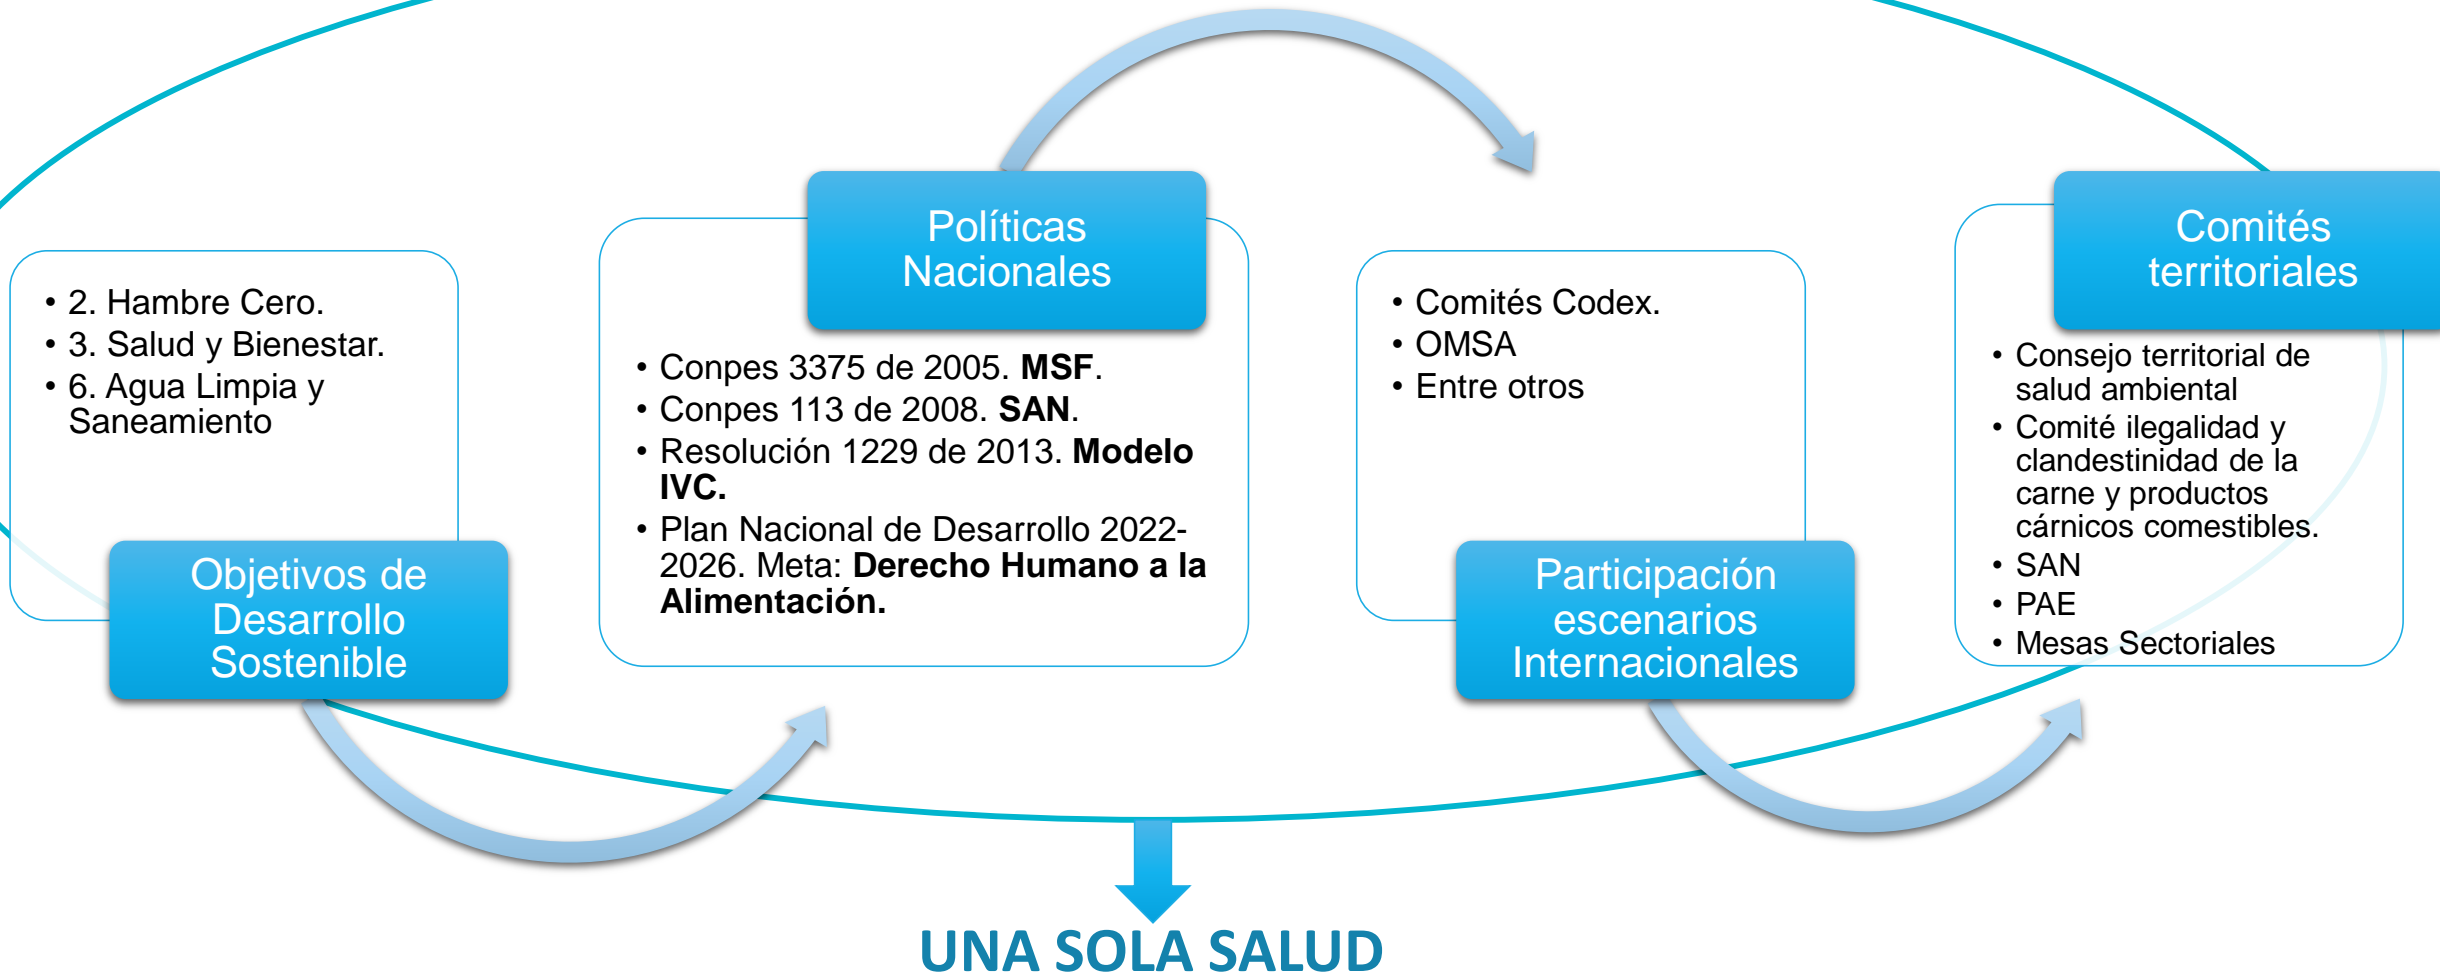 • 2. Hambre Cero.
• 3. Salud y Bienestar.
• 6. Agua Limpia y
Saneamiento
Objetivos de
Desarrollo
Sostenible
Políticas
Nacionales
• Conpes 3375 de 2005. MSF.
• Conpes 113 de 2008. SAN.
• Resolución 1229 de 2013. Modelo
IVC.
• Plan Nacional de Desarrollo 2022-
2026. Meta: Derecho Humano a la
Alimentación.
• Comités Codex.
• OMSA
• Entre otros
Participación
escenarios
Internacionales
Comités
territoriales
• Consejo territorial de
salud ambiental
• Comité ilegalidad y
clandestinidad de la
carne y productos
cárnicos comestibles.
• SAN
• PAE
• Mesas Sectoriales
UNA SOLA SALUD